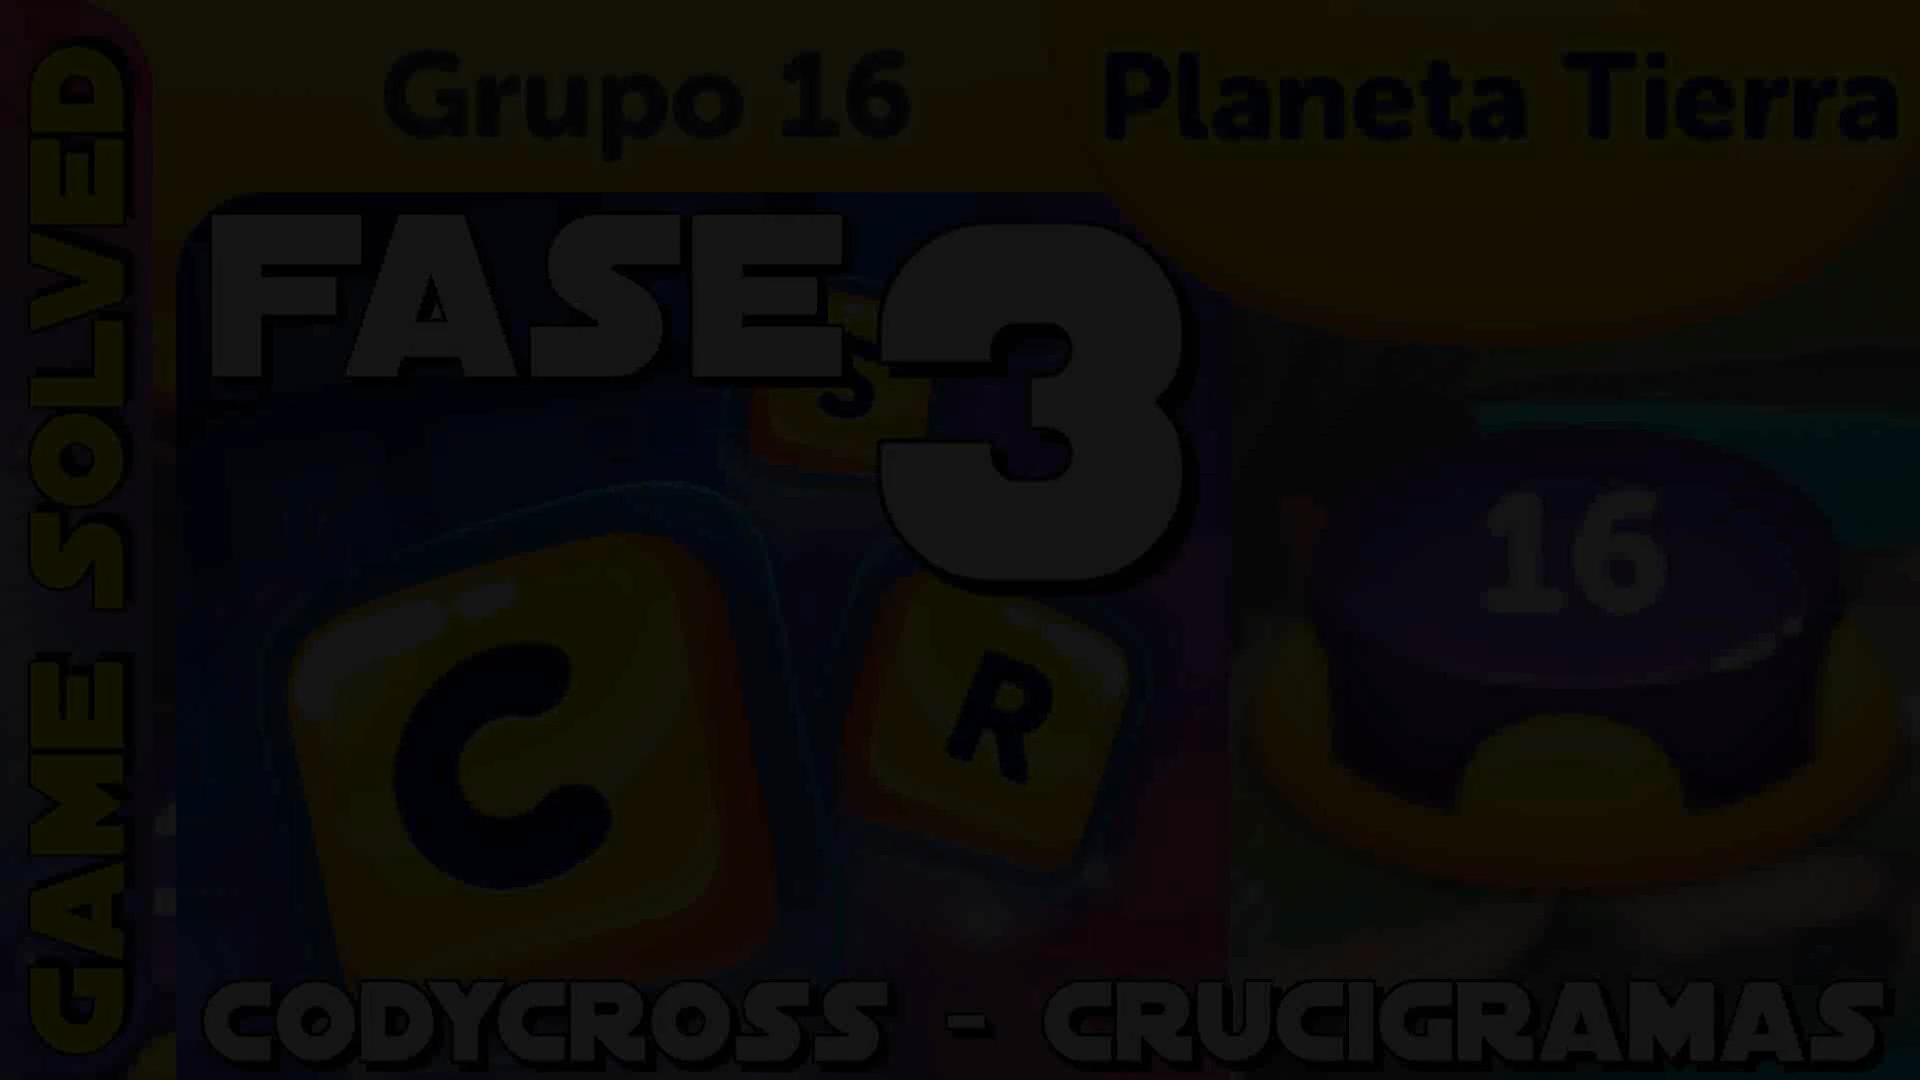 GAME SOLVED
Grupo 16
Planeta Tierra
FASE 3
C
R
16
CODYCROSS - CRUCIGRAMAS